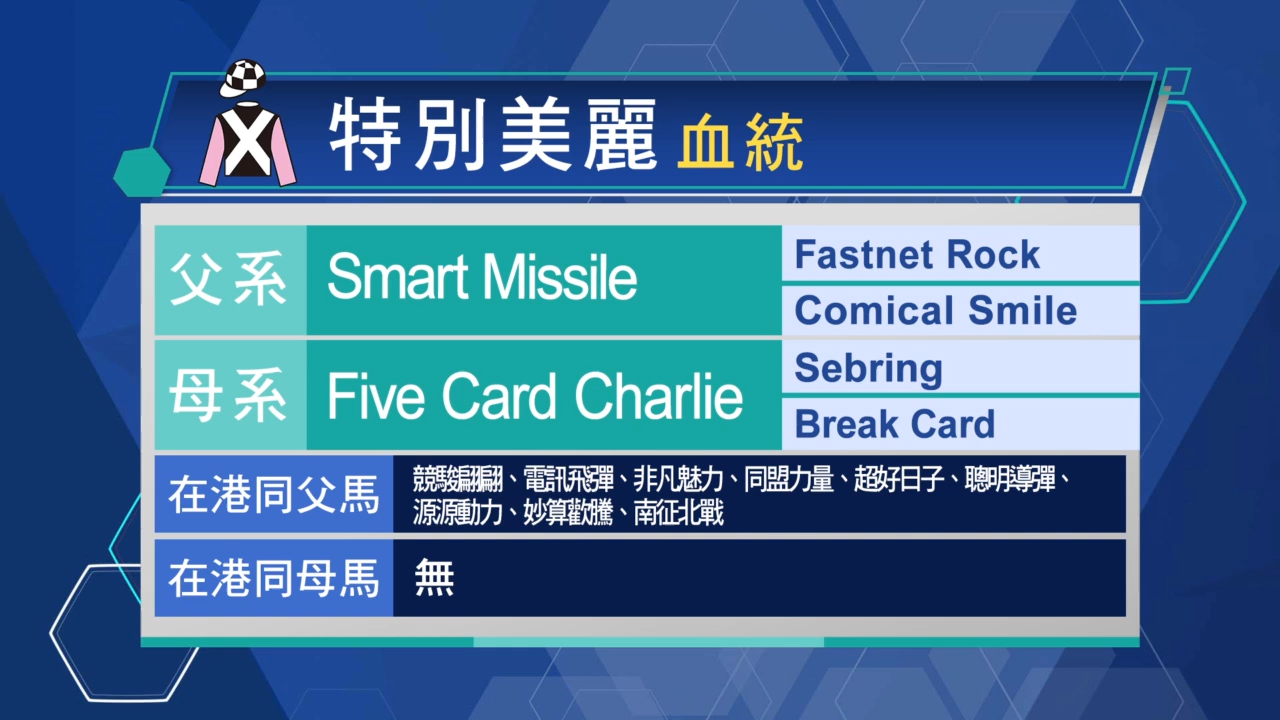 特別美麗 血統
父系 Smart Missile
Fastnet Rock
Comical Smile
母系 Five Card Charlie
Sebring
Break Card
在港同父馬 競駿翩翩、電訊飛彈、非凡魅力、同盟力量、超好日子、聰明導彈、
源源動力、妙算歡騰、南征北戰
在港同母馬 無